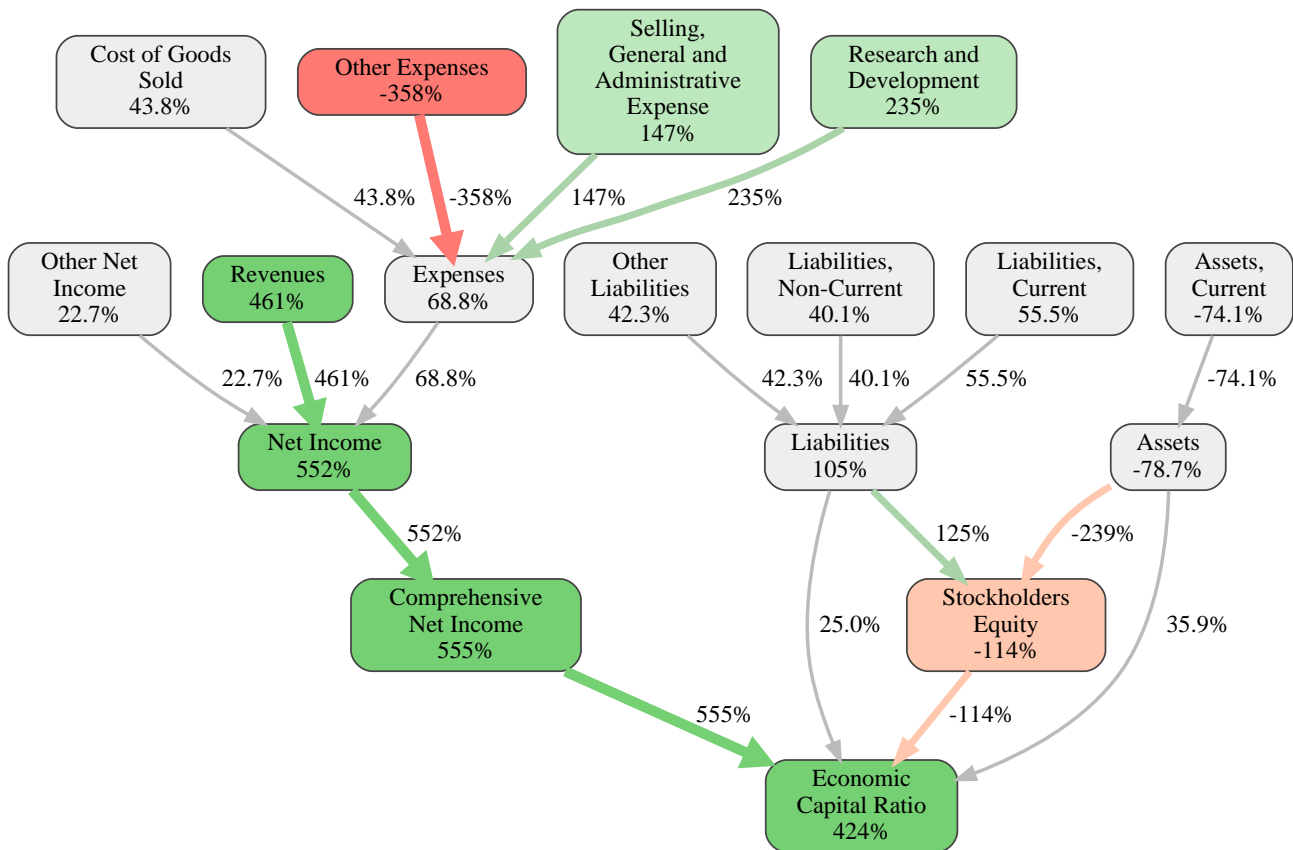 Cost of Goods
Sold
43.8%
Other Expenses
-358%
Selling,
General and
Administrative
Expense
147%
Research and
Development
235%
43.8%
-358%
147%
235%
Other Net
Income
22.7%
Revenues
461%
Expenses
68.8%
Other
Liabilities
42.3%
Liabilities,
Non-Current
40.1%
Liabilities,
Current
55.5%
Assets,
Current
-74.1%
22.7%
461%
68.8%
42.3%
40.1%
55.5%
-74.1%
Net Income
552%
Liabilities
105%
Assets
-78.7%
552%
125%
-239%
Comprehensive
Net Income
555%
25.0%
Stockholders
Equity
-114%
35.9%
555%
-114%
Economic
Capital Ratio
424%